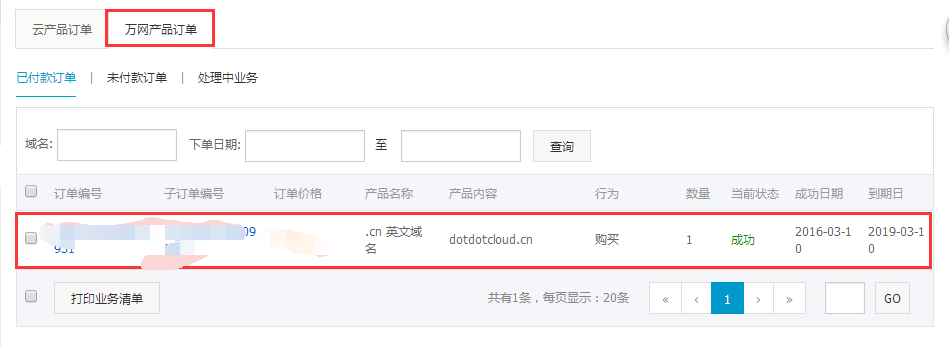 云产品订单 万网产品订单
已付款订单 | 未付款订单 | 处理中业务
域名: 下单日期: 至 查询
订单编号 子订单编号 订单价格 产品名称 产品内容 行为 数量 当前状态 成功日期 到期日
.cn 英文域名 dotdotcloud.cn 购买 1 成功 2016-03-10 2019-03-10
打印业务清单 共有1条，每页显示：20条 « ‹ 1 › » GO